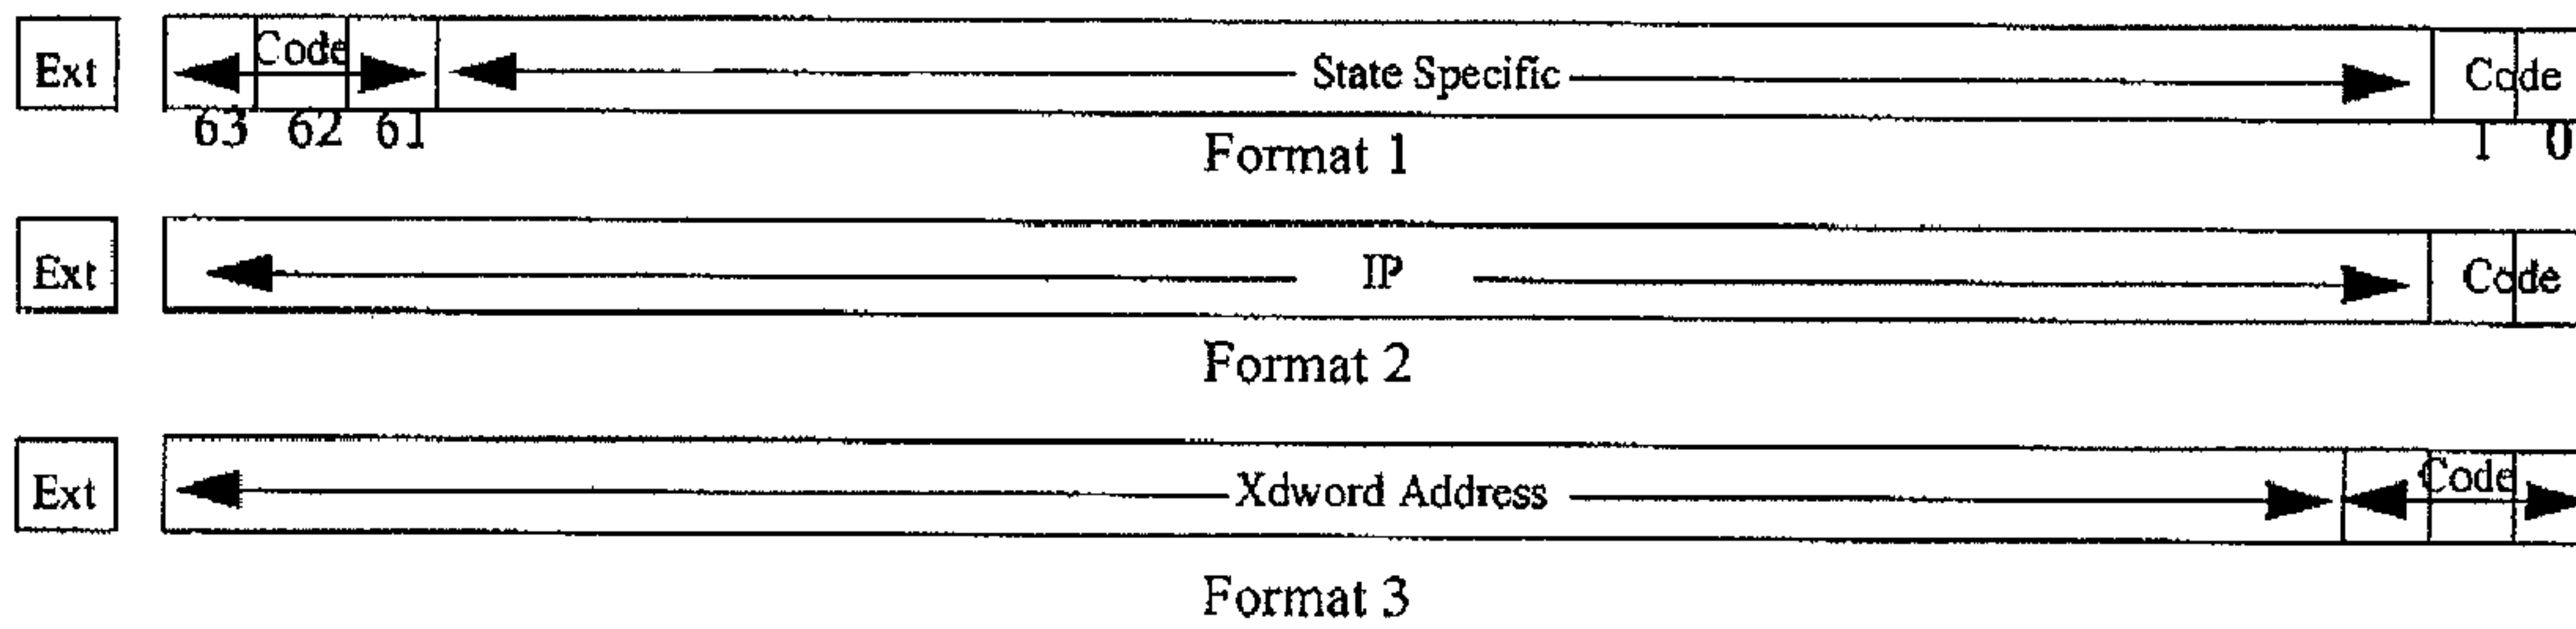 Ext Code State Specific Code
63 62 61 1 0
Format 1
Ext IP Code
Format 2
Ext Xdword Address Code
Format 3